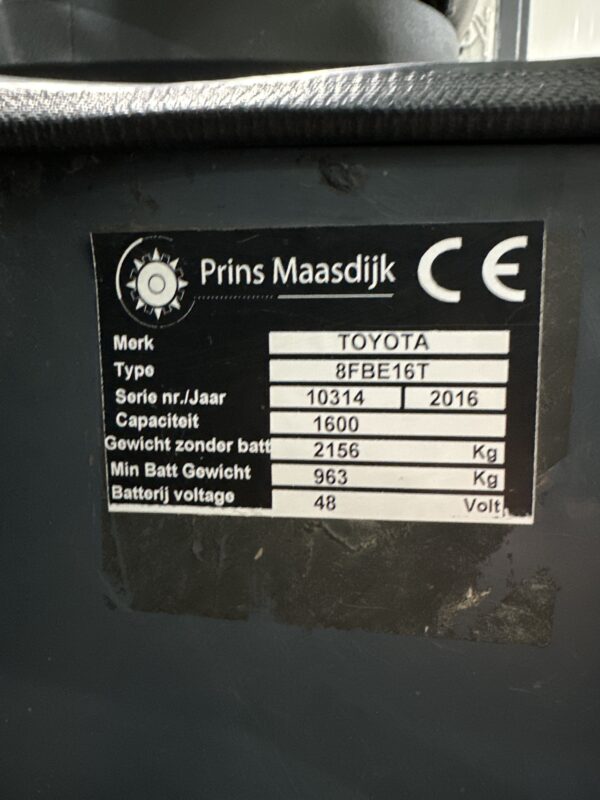 Prins Maasdijk CE
Merk TOYOTA
Type 8FBE16T
Serie nr./Jaar 10314 2016
Capaciteit 1600
Gewicht zonder batt 2156 Kg
Min Batt Gewicht 963 Kg
Batterij voltage 48 Volt